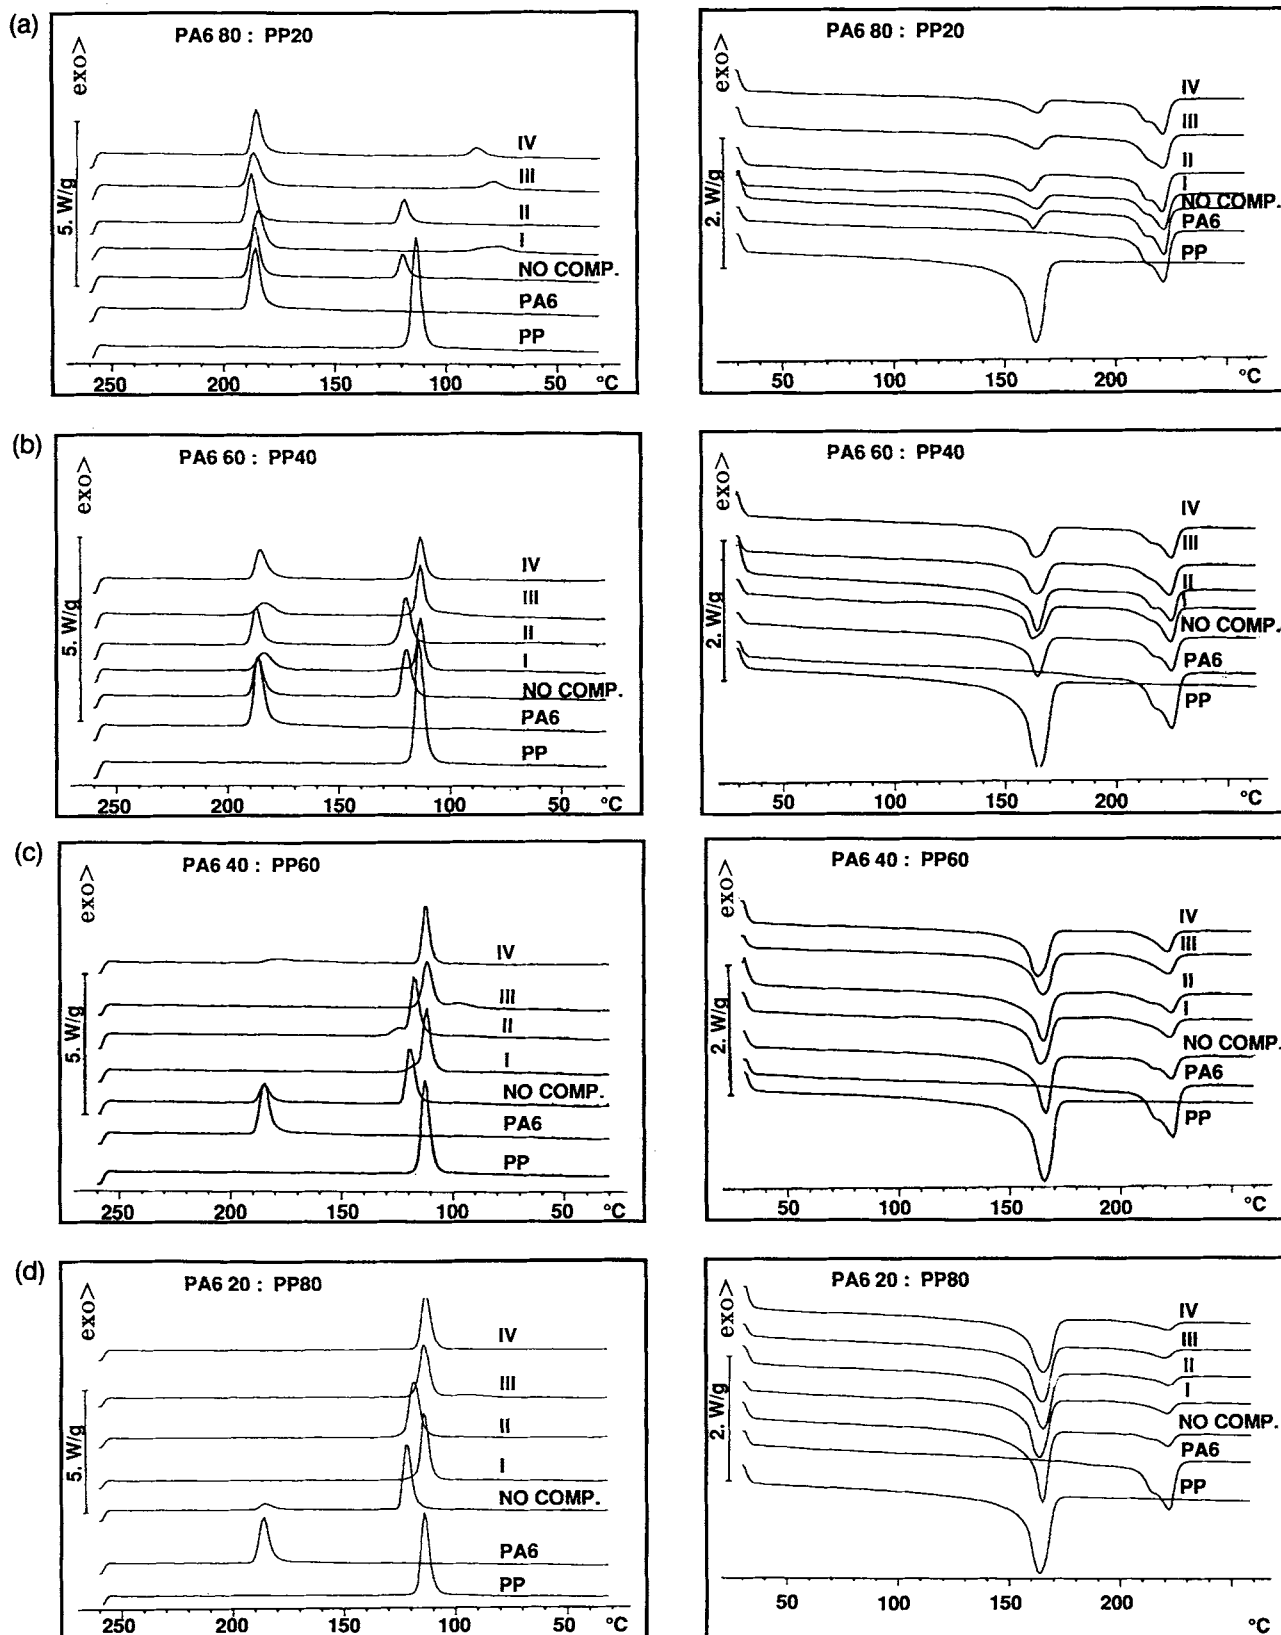 (a)
PA6 80 : PP20
exo>
5. W/g
IV
III
II
I
NO COMP.
PA6
PP
250 200 150 100 50 °C
PA6 80 : PP20
exo>
2. W/g
IV
III
II
I
NO COMP.
PA6
PP
50 100 150 200 °C
(b)
PA6 60 : PP40
exo>
5. W/g
IV
III
II
I
NO COMP.
PA6
PP
250 200 150 100 50 °C
PA6 60 : PP40
exo>
2. W/g
IV
III
II
I
NO COMP.
PA6
PP
50 100 150 200 °C
(c)
PA6 40 : PP60
exo>
5. W/g
IV
III
II
I
NO COMP.
PA6
PP
250 200 150 100 50 °C
PA6 40 : PP60
exo>
2. W/g
IV
III
II
I
NO COMP.
PA6
PP
50 100 150 200 °C
(d)
PA6 20 : PP80
exo>
5. W/g
IV
III
II
I
NO COMP.
PA6
PP
250 200 150 100 50 °C
PA6 20 : PP80
exo>
2. W/g
IV
III
II
I
NO COMP.
PA6
PP
50 100 150 200 °C